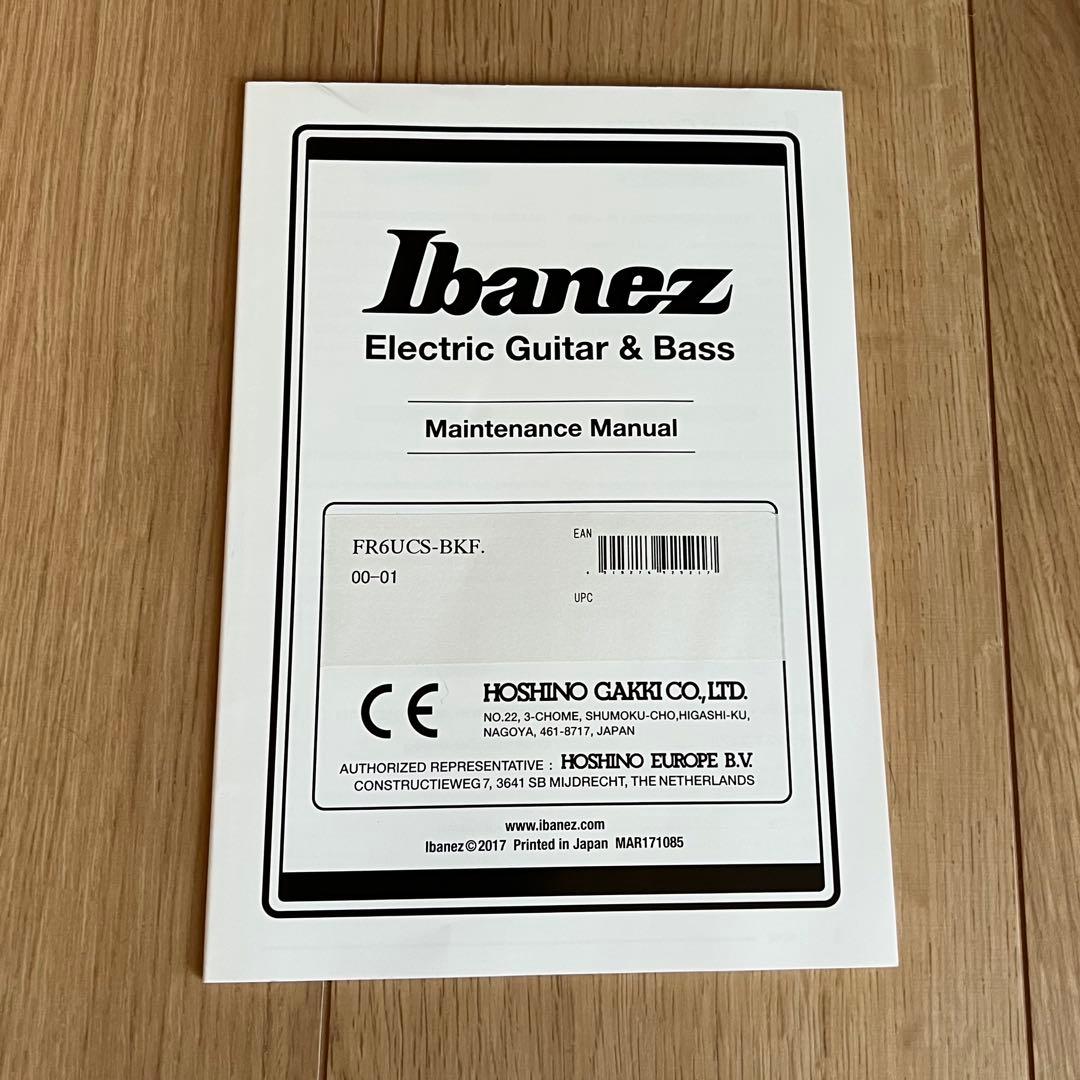 Ibanez
Electric Guitar & Bass
Maintenance Manual
FR6UCS-BKF.
00-01
EAN
UPC
CE
HOSHINO GAKKI CO., LTD.
NO.22, 3-CHOME, SHUMOKU-CHO,HIGASHI-KU,
NAGOYA, 461-8717, JAPAN
AUTHORIZED REPRESENTATIVE : HOSHINO EUROPE B.V.
CONSTRUCTIEWEG 7, 3641 SB MIJDRECHT, THE NETHERLANDS
www.ibanez.com
Ibanez©2017 Printed in Japan MAR171085